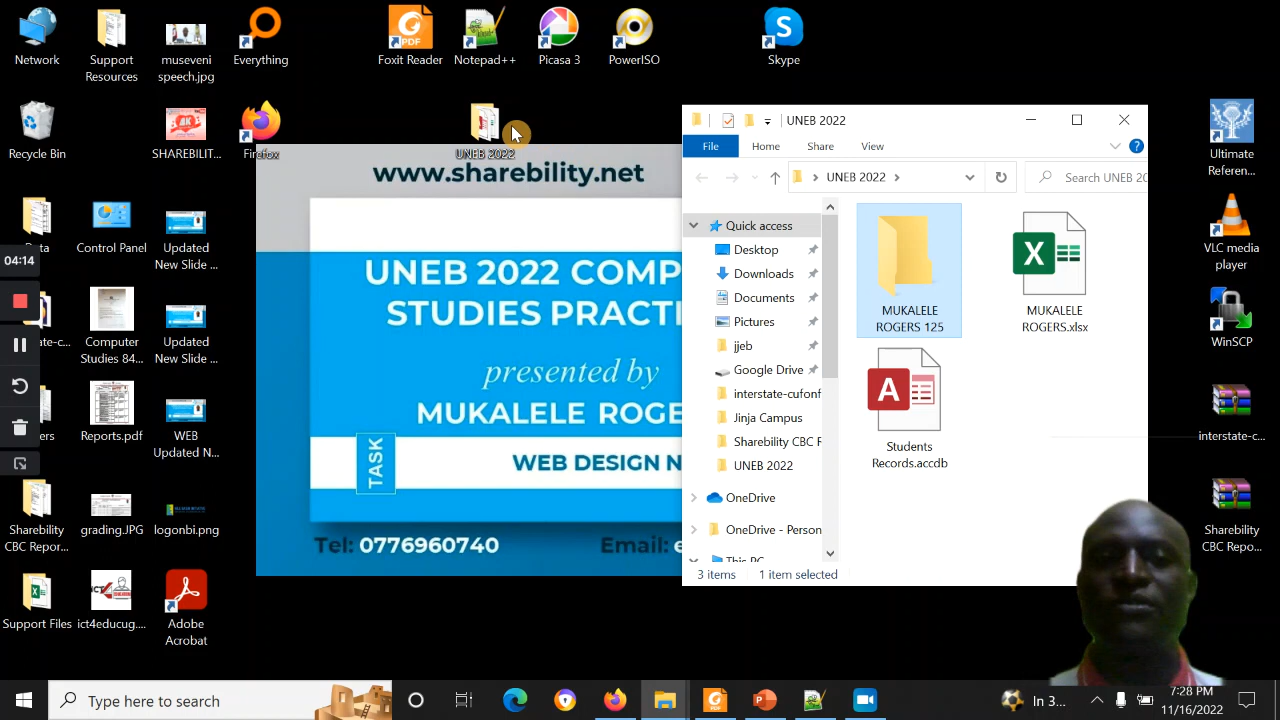 Network
Support
Resources
museveni
speech.jpg
Everything
Foxit Reader
Notepad++
Picasa 3
PowerISO
Skype
Recycle Bin
SHAREBILIT...
Firefox
UNEB 2022
Data
Control Panel
Updated
New Slide ...
Computer
Studies 84...
Updated
New Slide ...
Reports.pdf
WEB
Updated N...
Sharebility
CBC Repor...
grading.JPG
logonbi.png
Support Files
ict4educug....
Adobe
Acrobat
04:14
www.sharebility.net
UNEB 2022 COMP
STUDIES PRACTI
presented by
MUKALELE ROGE
TASK
WEB DESIGN N
Tel: 0776960740
Email: e
UNEB 2022
File
Home
Share
View
UNEB 2022
Search UNEB 20
Quick access
Desktop
Downloads
Documents
Pictures
jjeb
Google Drive
interstate-cufonf
Jinja Campus
Sharebility CBC R
UNEB 2022
OneDrive
OneDrive - Person
This PC
MUKALELE
ROGERS 125
MUKALELE
ROGERS.xlsx
Students
Records.accdb
3 items
1 item selected
Ultimate
Referen...
VLC media
player
WinSCP
interstate-c...
Sharebility
CBC Repo...
Type here to search
In 3...
7:28 PM
11/16/2022